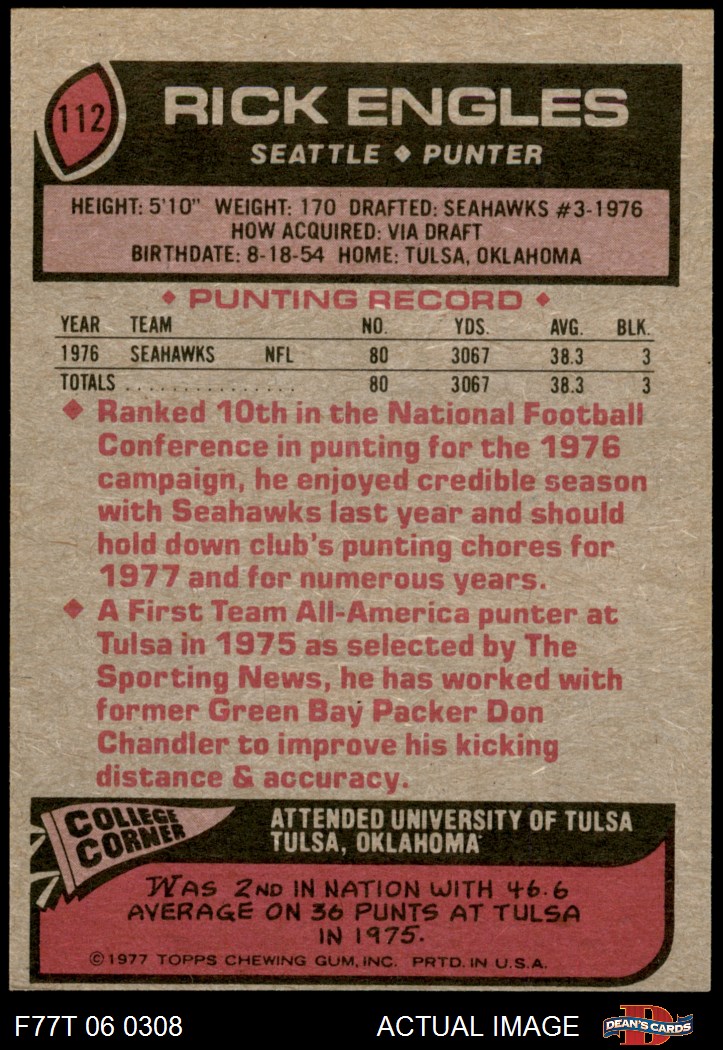 112
RICK ENGLES
SEATTLE ◆ PUNTER
HEIGHT: 5'10" WEIGHT: 170 DRAFTED: SEAHAWKS #3-1976
HOW ACQUIRED: VIA DRAFT
BIRTHDATE: 8-18-54 HOME: TULSA, OKLAHOMA
◆ PUNTING RECORD ◆
YEAR TEAM NO. YDS. AVG. BLK.
1976 SEAHAWKS NFL 80 3067 38.3 3
TOTALS . . . . . . . . . . . . . . . 80 3067 38.3 3
◆ Ranked 10th in the National Football
Conference in punting for the 1976
campaign, he enjoyed credible season
with Seahawks last year and should
hold down club's punting chores for
1977 and for numerous years.
◆ A First Team All-America punter at
Tulsa in 1975 as selected by The
Sporting News, he has worked with
former Green Bay Packer Don
Chandler to improve his kicking
distance & accuracy.
COLLEGE
CORNER
ATTENDED UNIVERSITY OF TULSA
TULSA, OKLAHOMA
WAS 2ND IN NATION WITH 46.6
AVERAGE ON 36 PUNTS AT TULSA
IN 1975.
©1977 TOPPS CHEWING GUM, INC. PRTD. IN U.S.A.
F77T 06 0308 ACTUAL IMAGE
D
DEAN'S CARDS